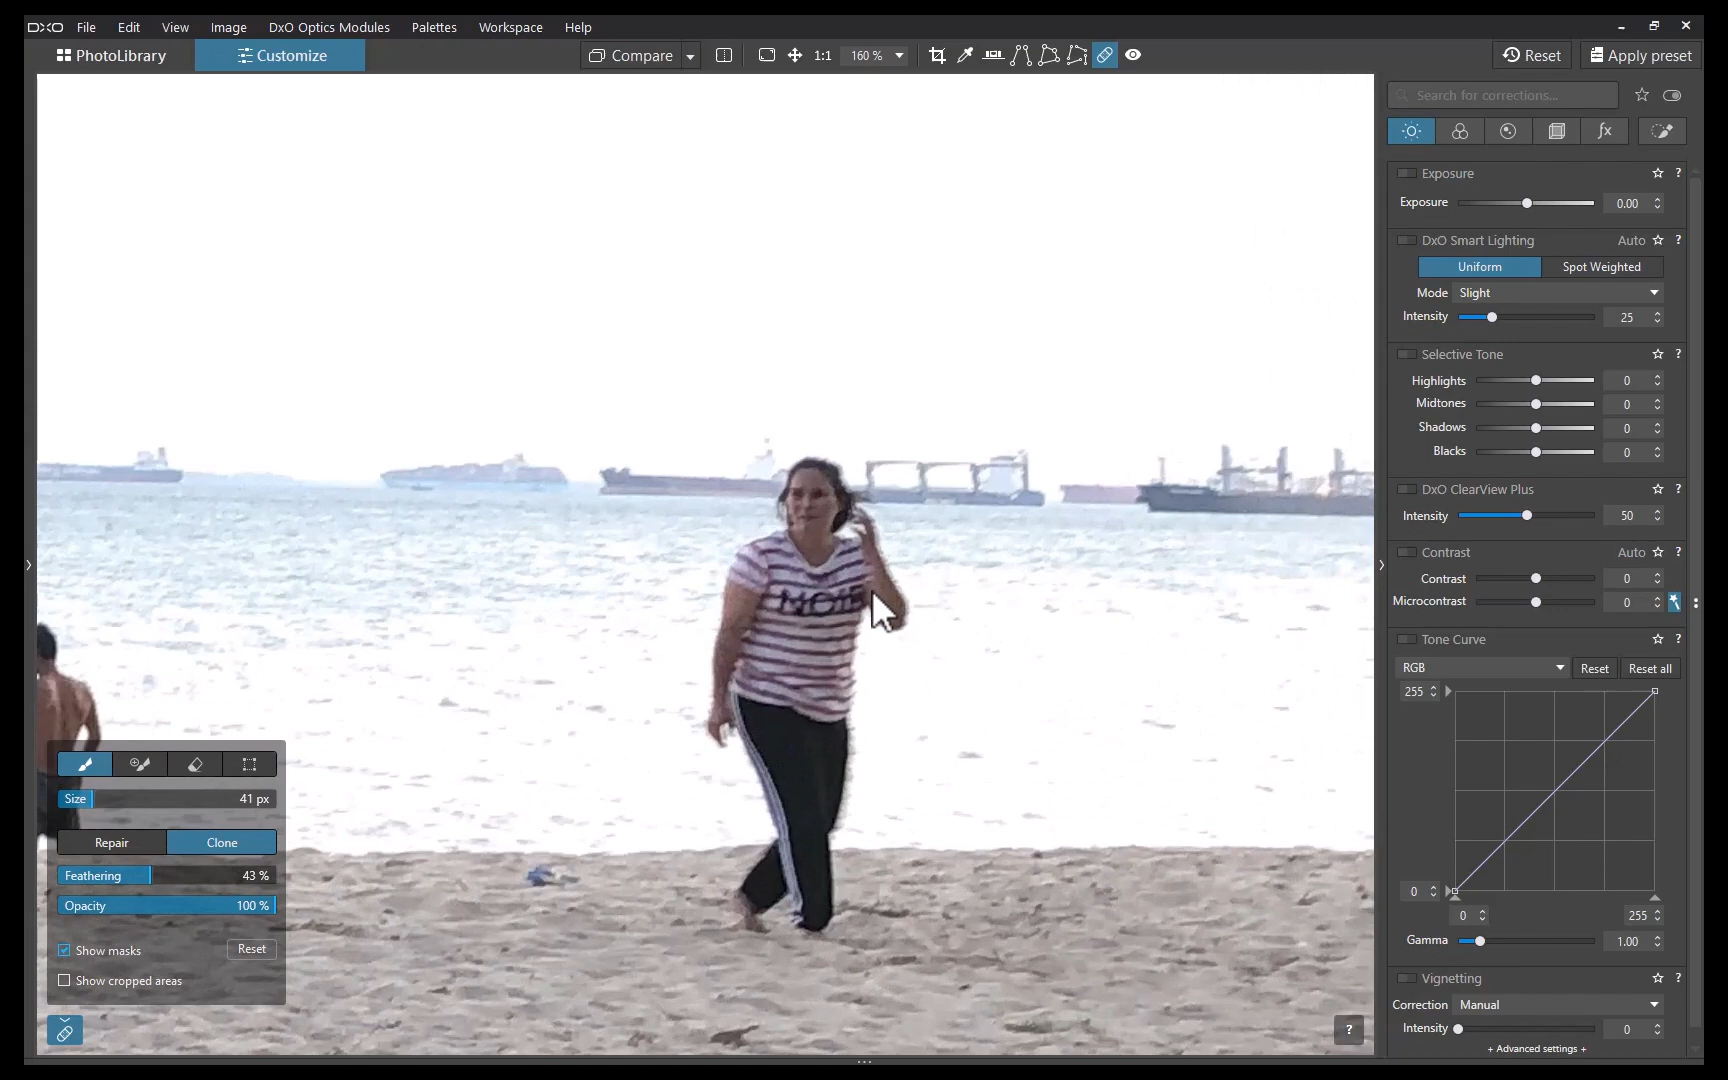 DXO File Edit View Image DxO Optics Modules Palettes Workspace Help
PhotoLibrary Customize Compare 1:1 160 % Reset Apply preset
Search for corrections...
fx
Exposure ?
Exposure 0.00
DxO Smart Lighting Auto ?
Uniform Spot Weighted
Mode Slight
Intensity 25
Selective Tone ?
Highlights 0
Midtones 0
Shadows 0
Blacks 0
DxO ClearView Plus ?
Intensity 50
Contrast Auto ?
Contrast 0
Microcontrast 0
Tone Curve ?
RGB Reset Reset all
255
0
0 255
Gamma 1.00
Vignetting ?
Correction Manual
Intensity 0
+ Advanced settings +
Size 41 px
Repair Clone
Feathering 43 %
Opacity 100 %
Show masks Reset
Show cropped areas
?